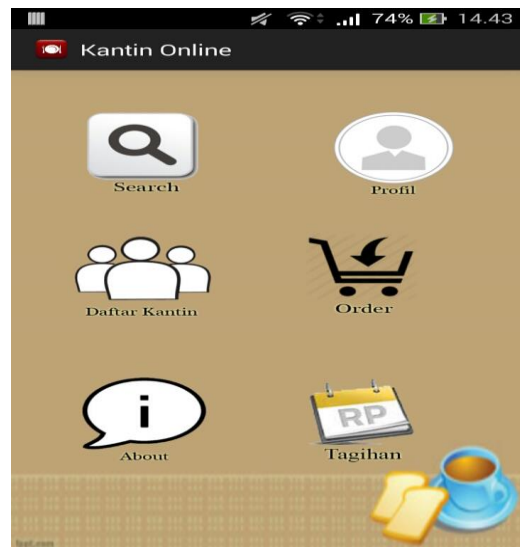 74% 14.43
Kantin Online
Search
Profil
Daftar Kantin
Order
i
About
RP
Tagihan